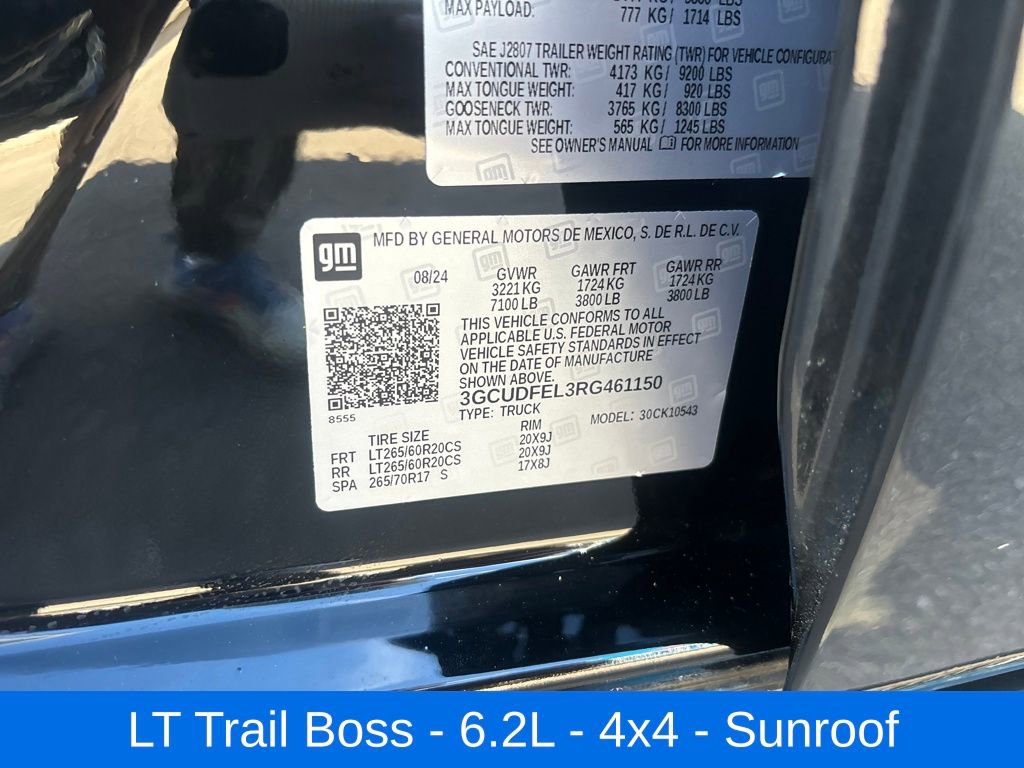 MAX PAYLOAD: 777 KG / 1714 LBS
SAE J2807 TRAILER WEIGHT RATING (TWR) FOR VEHICLE
CONVENTIONAL TWR: 4173 KG / 9200 LBS
MAX TONGUE WEIGHT: 417 KG / 920 LBS
GOOSENECK TWR: 3765 KG / 8300 LBS
MAX TONGUE WEIGHT: 565 KG / 1245 LBS
SEE OWNER'S MANUAL FOR MORE INFORMATION
gm MFD BY GENERAL MOTORS DE MEXICO, S. DE R.L. DE C.V.
08/24 GVWR GAWR FRT GAWR RR
3221 KG 1724 KG 1724 KG
7100 LB 3800 LB 3800 LB
THIS VEHICLE CONFORMS TO ALL
APPLICABLE U.S. FEDERAL MOTOR
VEHICLE SAFETY STANDARDS IN EFFECT
ON THE DATE OF MANUFACTURE
SHOWN ABOVE.
3GCUDFEL3RG461150
8555 TYPE: TRUCK MODEL: 30CK10543
TIRE SIZE RIM
FRT LT265/60R20CS 20X9J
RR LT265/60R20CS 20X9J
SPA 265/70R17 S 17X8J
LT Trail Boss - 6.2L - 4x4 - Sunroof